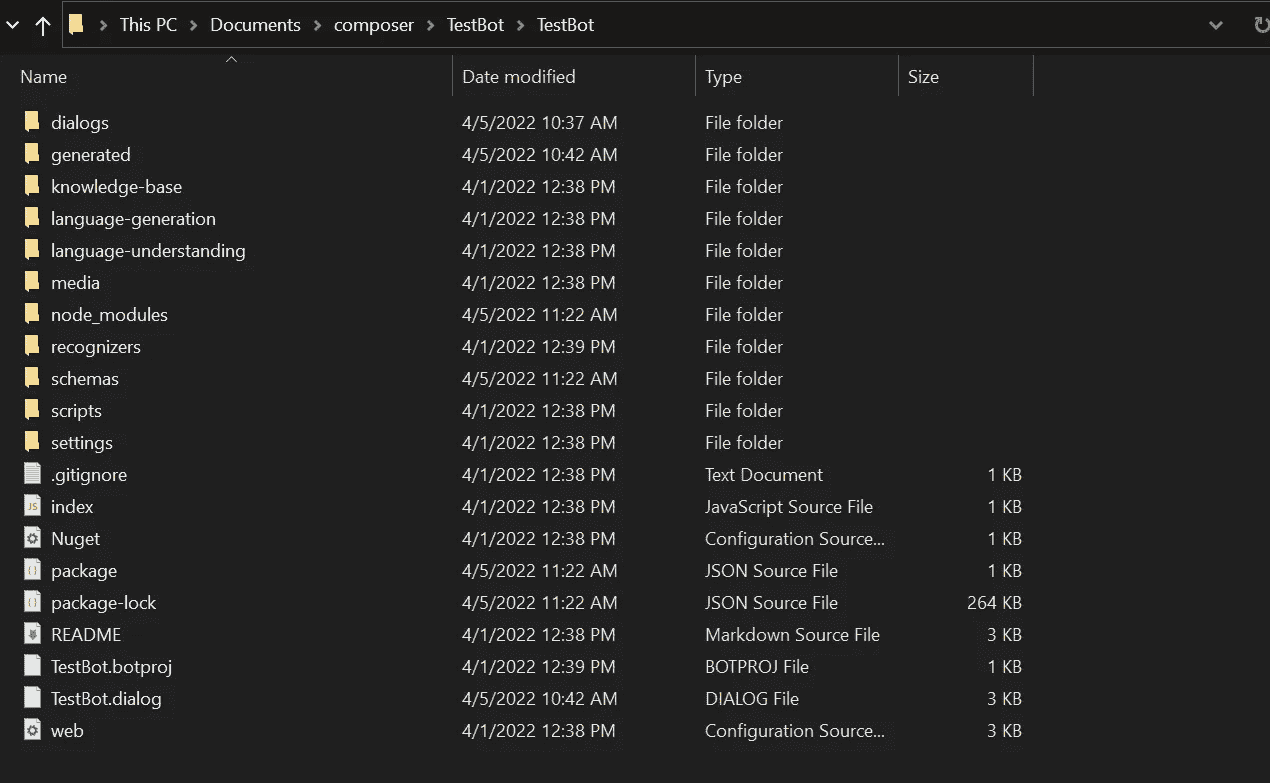 This PC > Documents > composer > TestBot > TestBot
Name Date modified Type Size
dialogs 4/5/2022 10:37 AM File folder
generated 4/5/2022 10:42 AM File folder
knowledge-base 4/1/2022 12:38 PM File folder
language-generation 4/1/2022 12:38 PM File folder
language-understanding 4/1/2022 12:38 PM File folder
media 4/1/2022 12:38 PM File folder
node_modules 4/5/2022 11:22 AM File folder
recognizers 4/1/2022 12:39 PM File folder
schemas 4/5/2022 11:22 AM File folder
scripts 4/1/2022 12:38 PM File folder
settings 4/1/2022 12:38 PM File folder
.gitignore 4/1/2022 12:38 PM Text Document 1 KB
index 4/1/2022 12:38 PM JavaScript Source File 1 KB
Nuget 4/1/2022 12:38 PM Configuration Source... 1 KB
package 4/5/2022 11:22 AM JSON Source File 1 KB
package-lock 4/5/2022 11:22 AM JSON Source File 264 KB
README 4/1/2022 12:38 PM Markdown Source File 3 KB
TestBot.botproj 4/1/2022 12:39 PM BOTPROJ File 1 KB
TestBot.dialog 4/5/2022 10:42 AM DIALOG File 3 KB
web 4/1/2022 12:38 PM Configuration Source... 3 KB